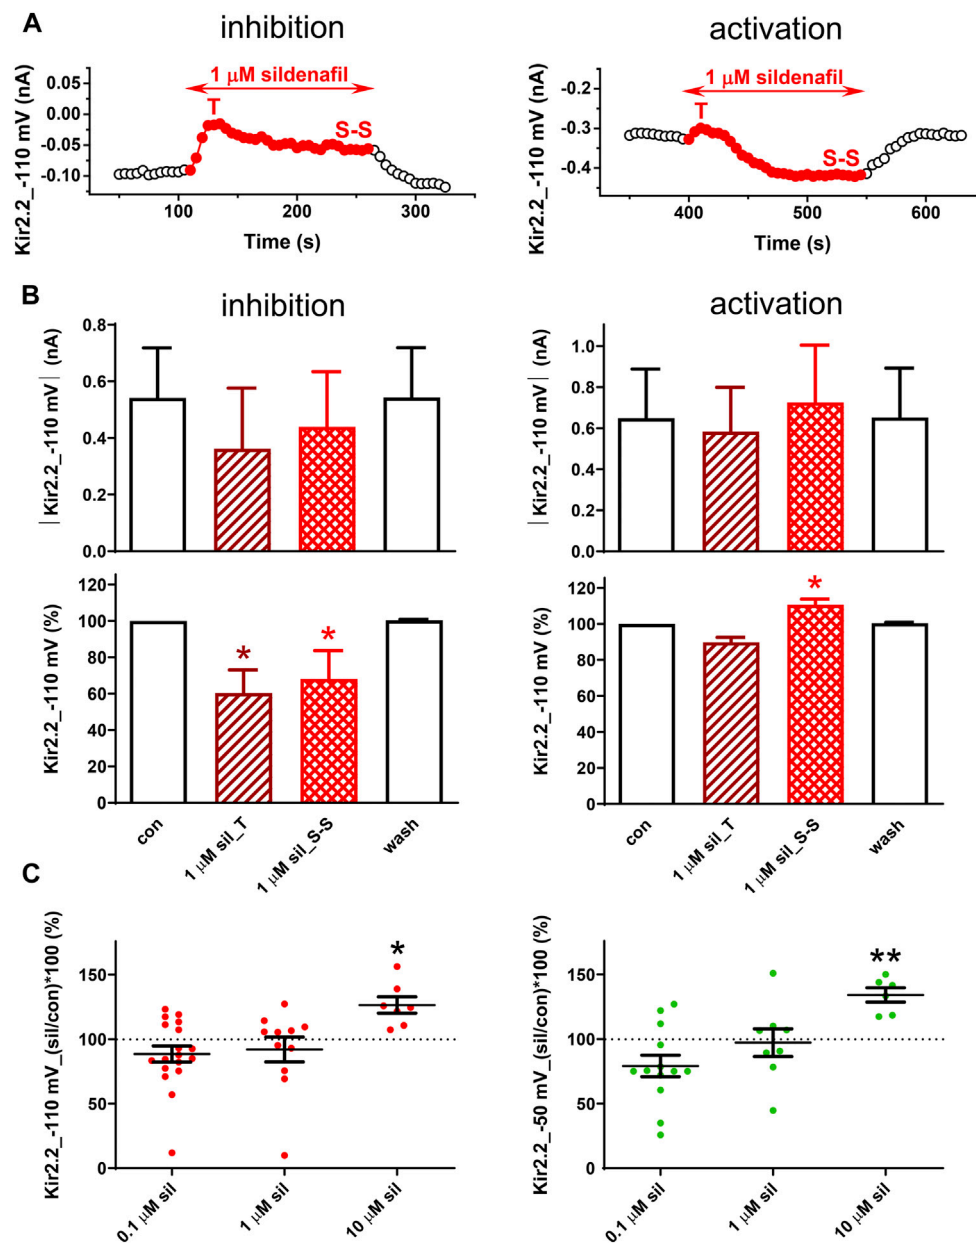 A
inhibition
activation
Kir2.2_-110 mV (nA)
0.05
0.00
-0.05
-0.10
1 μM sildenafil
T
S-S
100
200
300
Time (s)
Kir2.2_-110 mV (nA)
-0.2
-0.3
-0.4
1 μM sildenafil
T
S-S
400
500
600
Time (s)
B
inhibition
activation
|Kir2.2_-110 mV| (nA)
0.8
0.6
0.4
0.2
0.0
|Kir2.2_-110 mV| (nA)
1.0
0.8
0.6
0.4
0.2
0.0
Kir2.2_-110 mV (%)
120
100
80
60
40
20
0
*
*
con
1 μM sil_T
1 μM sil_S-S
wash
Kir2.2_-110 mV (%)
120
100
80
60
40
20
0
*
con
1 μM sil_T
1 μM sil_S-S
wash
C
Kir2.2_-110 mV_(sil/con)*100 (%)
150
100
50
0
*
0.1 μM sil
1 μM sil
10 μM sil
Kir2.2_-50 mV_(sil/con)*100 (%)
150
100
50
0
**
0.1 μM sil
1 μM sil
10 μM sil